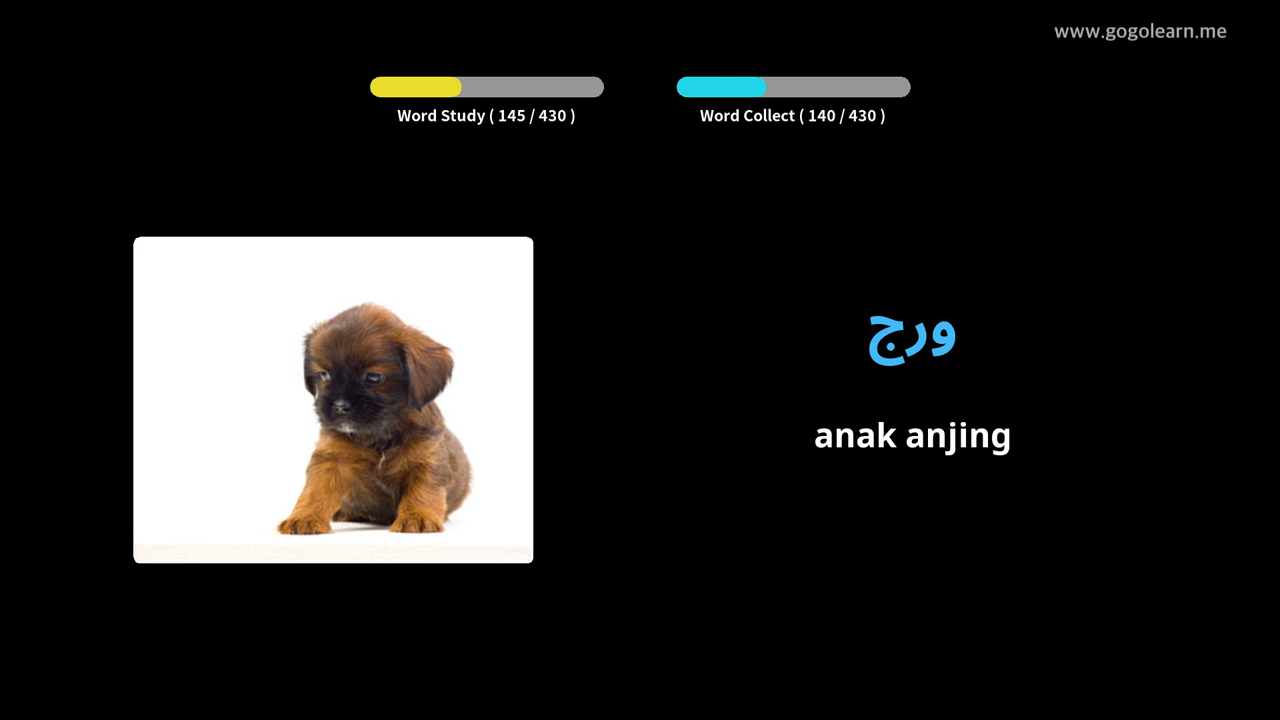 www.gogolearn.me
Word Study ( 145 / 430 )
Word Collect ( 140 / 430 )
ورج
anak anjing